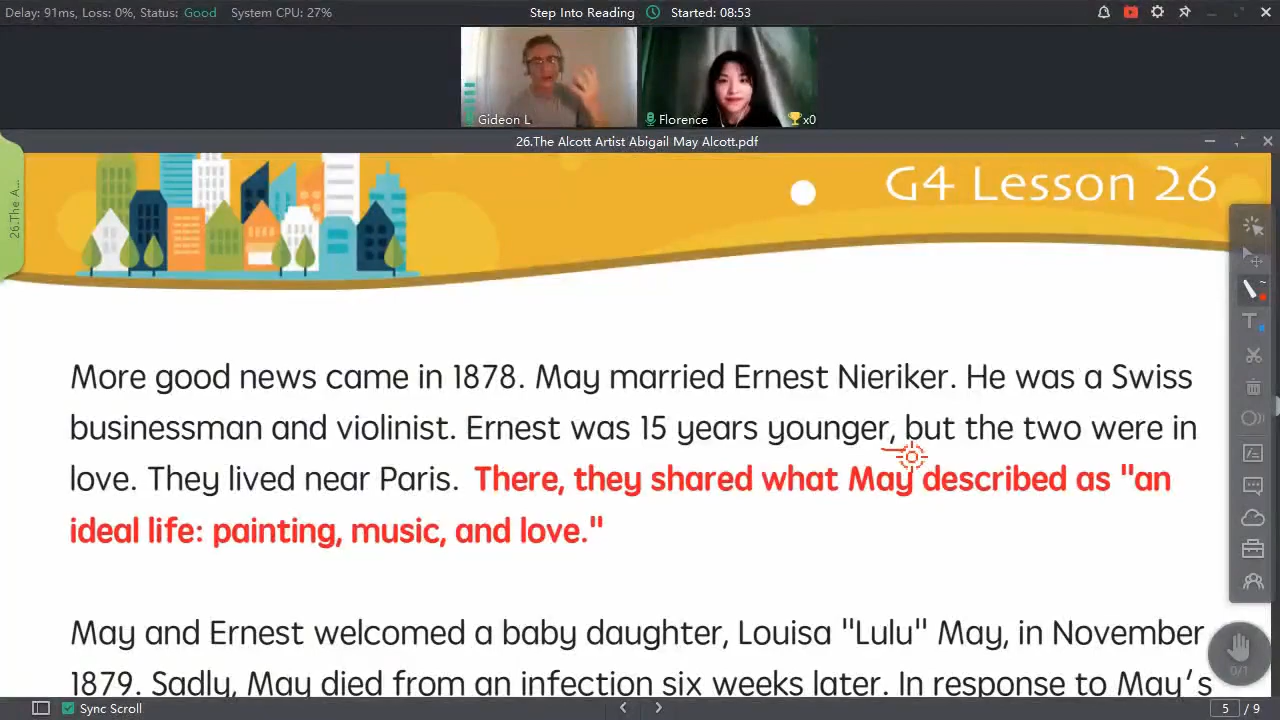 Delay: 91ms, Loss: 0%, Status: Good System CPU: 27% Step Into Reading Started: 08:53
Gideon L Florence x0
26.The Alcott Artist Abigail May Alcott.pdf
26.The A...
G4 Lesson 26
More good news came in 1878. May married Ernest Nieriker. He was a Swiss
businessman and violinist. Ernest was 15 years younger, but the two were in
love. They lived near Paris. There, they shared what May described as "an
ideal life: painting, music, and love."
May and Ernest welcomed a baby daughter, Louisa "Lulu" May, in November
1879. Sadly, May died from an infection six weeks later. In response to May's
0/1
Sync Scroll 5 / 9